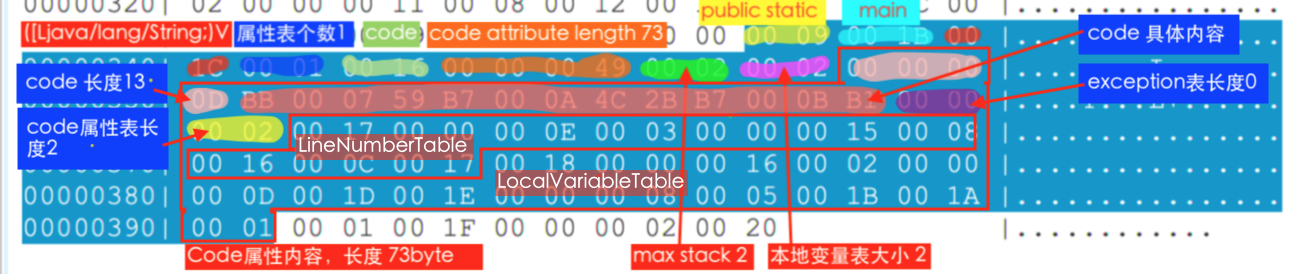 public static
main
00000320| 02 00 00 00 11 00 08 00 12 00
([Ljava/lang/String;)V 属性表个数1 code code attribute length 73 00 00 09 00 1B 00
code 具体内容
1C 00 01 00 16 00 00 00 49 00 02 00 02 00 00 00
code 长度13
exception表长度0
0D BB 00 07 59 B7 00 0A 4C 2B B7 00 0B B1 00 00
code属性表长
度2
00 02 00 17 00 00 00 0E 00 03 00 00 00 15 00 08
LineNumberTable
00 16 00 0C 00 17 00 18 00 00 00 16 00 02 00 00
LocalVariableTable
00000380| 00 0D 00 1D 00 1E 00 00 00 08 00 05 00 1B 00 1A
00000390| 00 01 00 01 00 1F 00 00 00 02 00 20 |............
Code属性内容，长度 73byte
max stack 2
本地变量表大小 2